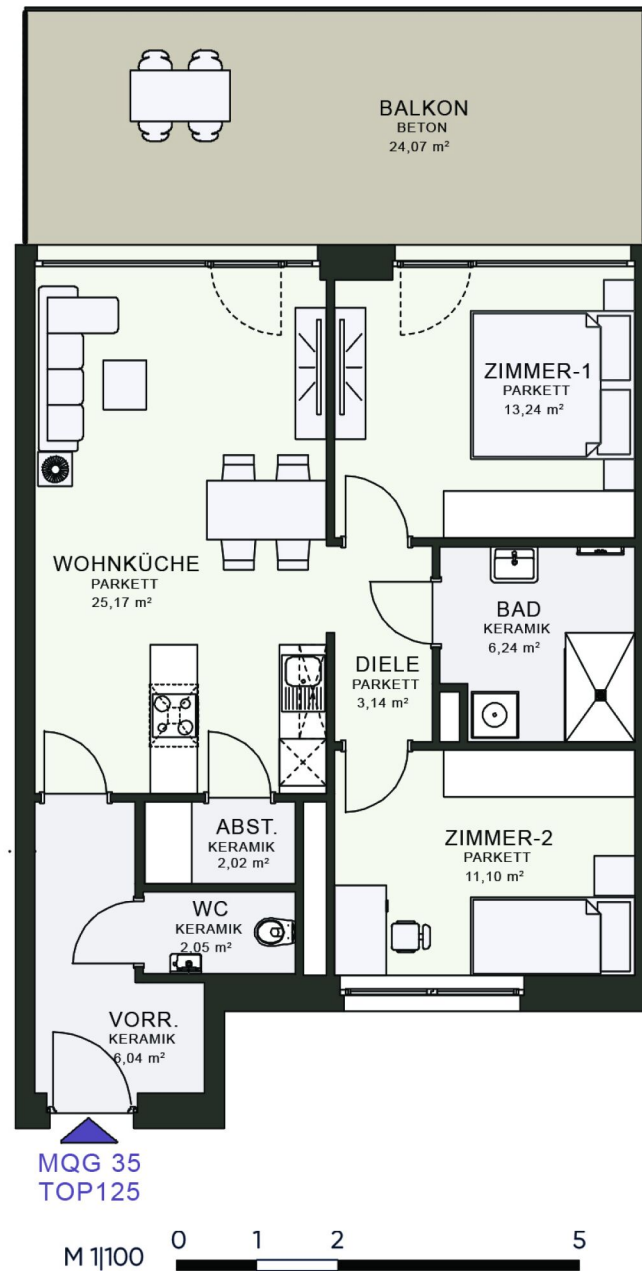 BALKON
BETON
24,07 m²
ZIMMER-1
PARKETT
13,24 m²
WOHNKÜCHE
PARKETT
25,17 m²
BAD
KERAMIK
6,24 m²
DIELE
PARKETT
3,14 m²
ABST.
KERAMIK
2,02 m²
ZIMMER-2
PARKETT
11,10 m²
WC
KERAMIK
2,05 m²
VORR.
KERAMIK
6,04 m²
MQG 35
TOP125
M 1|100 0 1 2 5